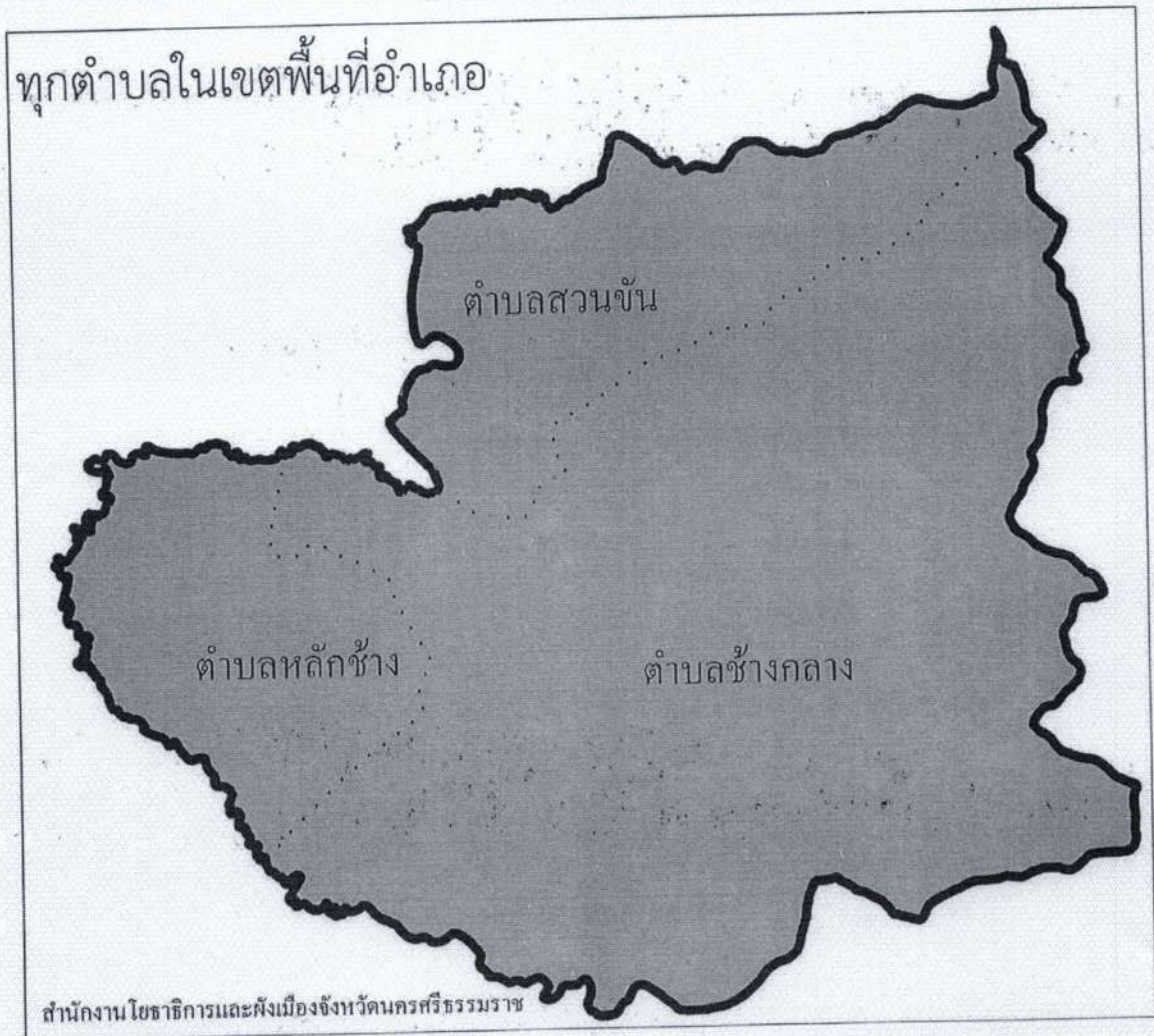 ทุกตำบลในเขตพื้นที่อำเภอ
ตำบลสวนขัน
ตำบลหลักช้าง
ตำบลช้างกลาง
สำนักงานโยธาธิการและผังเมืองจังหวัดนครศรีธรรมราช